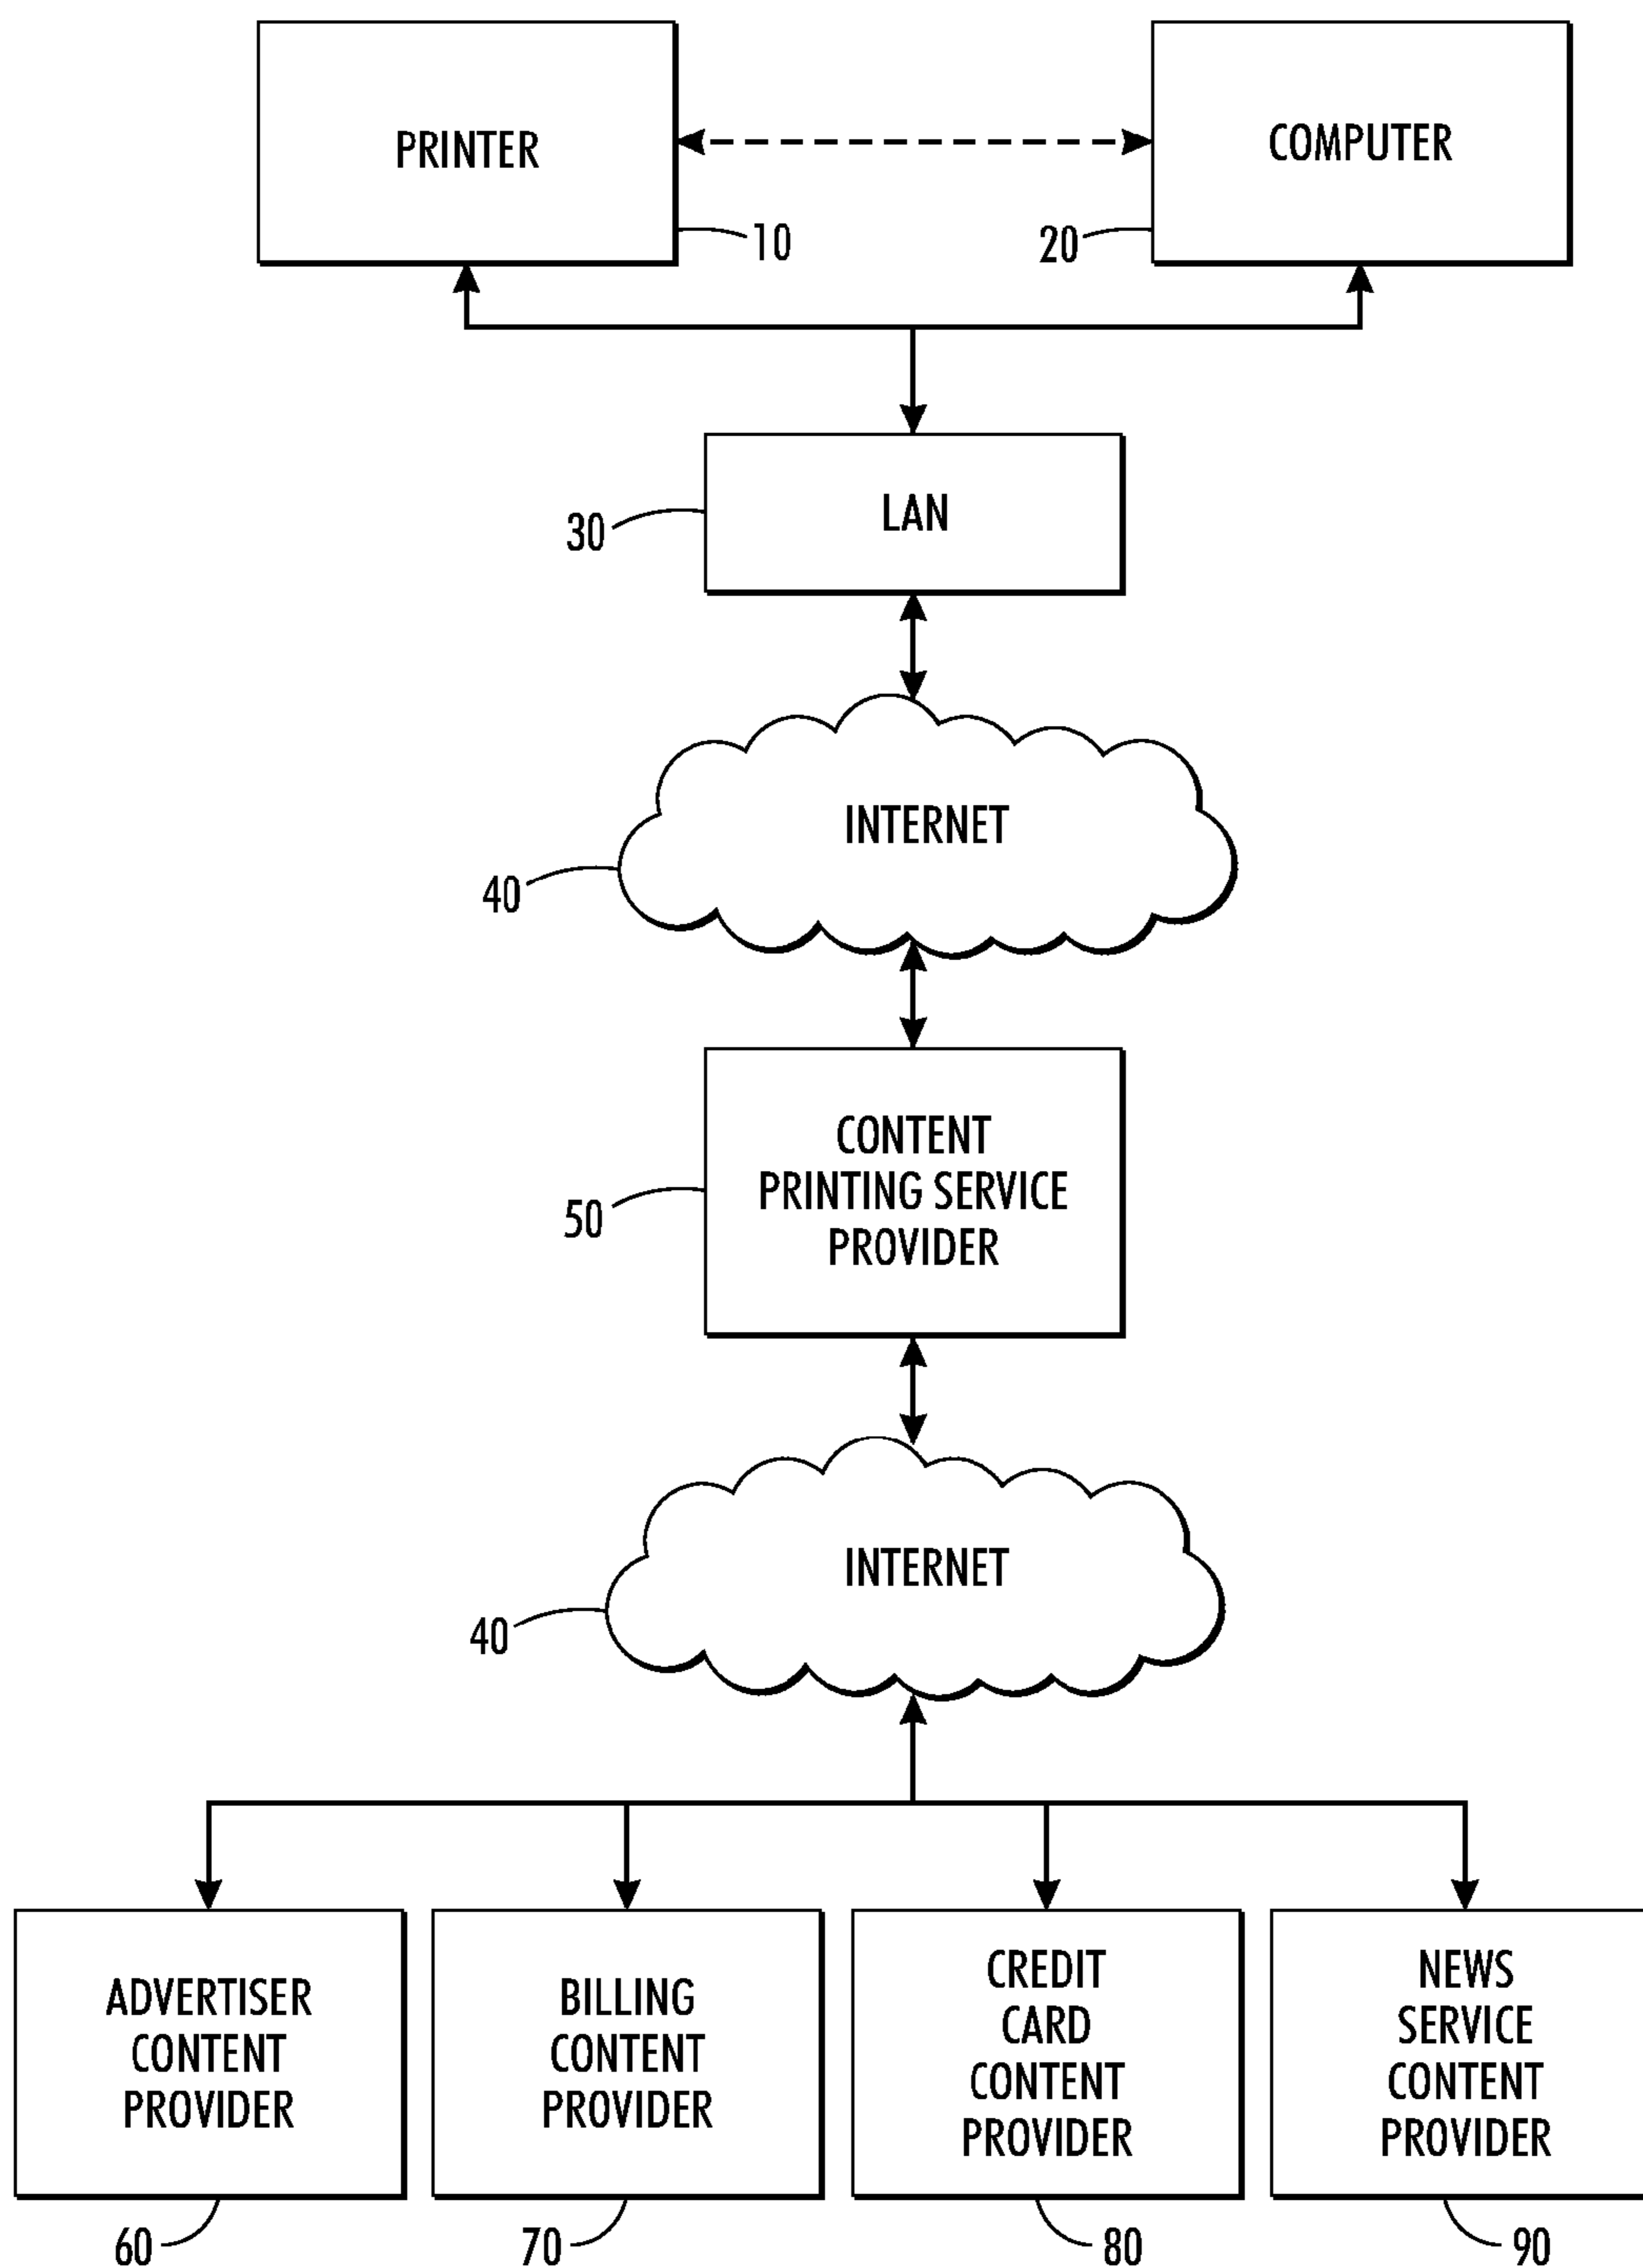 PRINTER
COMPUTER
10
20
LAN
30
INTERNET
40
CONTENT
PRINTING SERVICE
PROVIDER
50
INTERNET
40
ADVERTISER
CONTENT
PROVIDER
BILLING
CONTENT
PROVIDER
CREDIT
CARD
CONTENT
PROVIDER
NEWS
SERVICE
CONTENT
PROVIDER
60
70
80
90